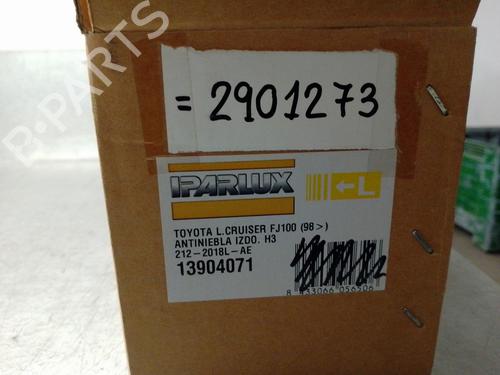 = 2901273
IPARLUX
L
TOYOTA L.CRUISER FJ100 (98>)
ANTINIEBLA IZDO. H3
212-2018L-AE
13904071
B-PARTS